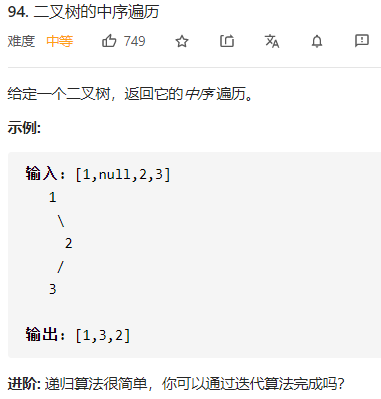 94. 二叉树的中序遍历
难度 中等 749
给定一个二叉树，返回它的中序 遍历。
示例:
输入: [1,null,2,3]
1
\
2
/
3
输出: [1,3,2]
进阶: 递归算法很简单，你可以通过迭代算法完成吗？